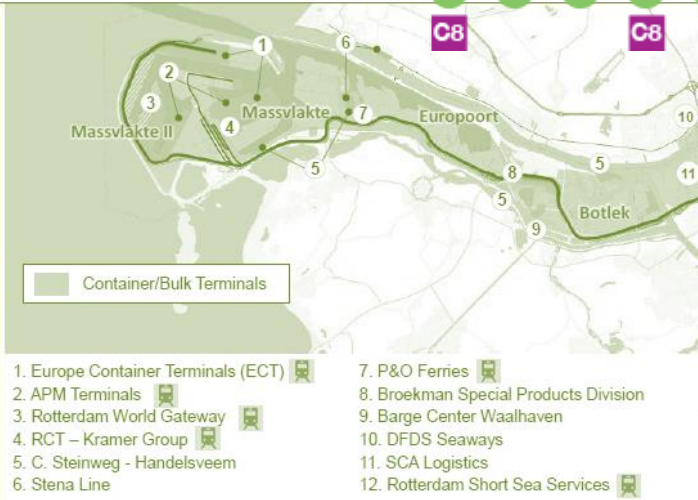 C8 C8
1 6
2
3 Massvlakte 7 Europoort
Massvlakte II 4 10
5 8 5 11
5 Botlek
9
Container/Bulk Terminals
1. Europe Container Terminals (ECT)
2. APM Terminals
3. Rotterdam World Gateway
4. RCT – Kramer Group
5. C. Steinweg - Handelsveem
6. Stena Line
7. P&O Ferries
8. Broekman Special Products Division
9. Barge Center Waalhaven
10. DFDS Seaways
11. SCA Logistics
12. Rotterdam Short Sea Services